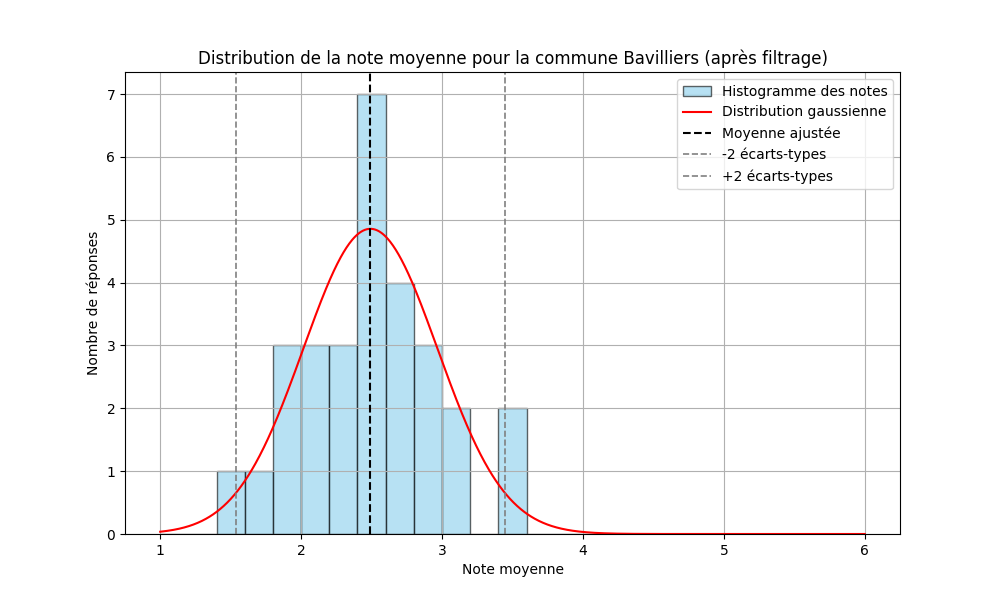 Distribution de la note moyenne pour la commune Bavilliers (après filtrage)
Histogramme des notes
Distribution gaussienne
Moyenne ajustée
-2 écarts-types
+2 écarts-types
Nombre de réponses
7
6
5
4
3
2
1
0
1 2 3 4 5 6
Note moyenne